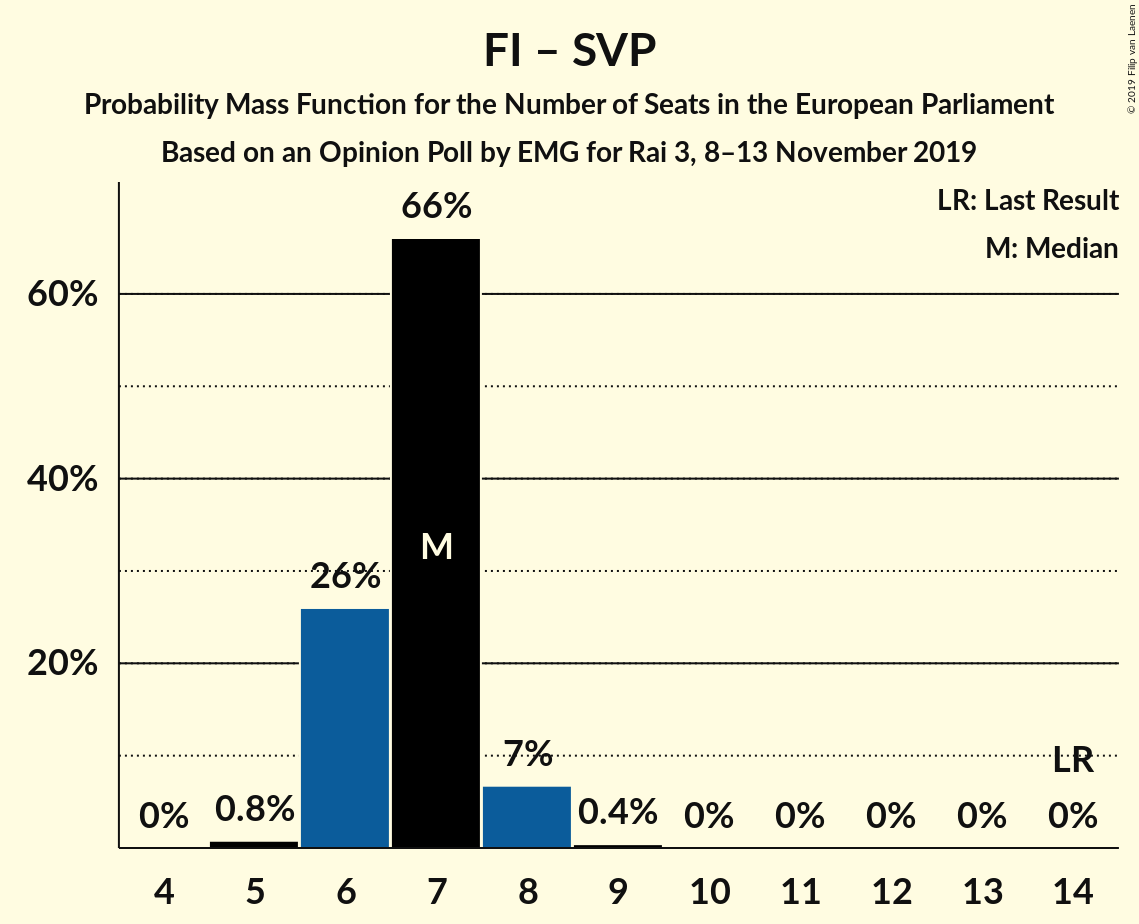 FI – SVP
Probability Mass Function for the Number of Seats in the European Parliament
Based on an Opinion Poll by EMG for Rai 3, 8–13 November 2019
© 2019 Filip van Laenen
LR: Last Result
M: Median
66%
60%
40%
M
26%
20%
7%
LR
0% 0.8% 0.4% 0% 0% 0% 0% 0%
4 5 6 7 8 9 10 11 12 13 14